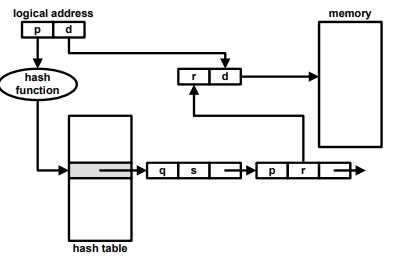 logical address
p d
hash
function
r d
memory
q s
p r
hash table